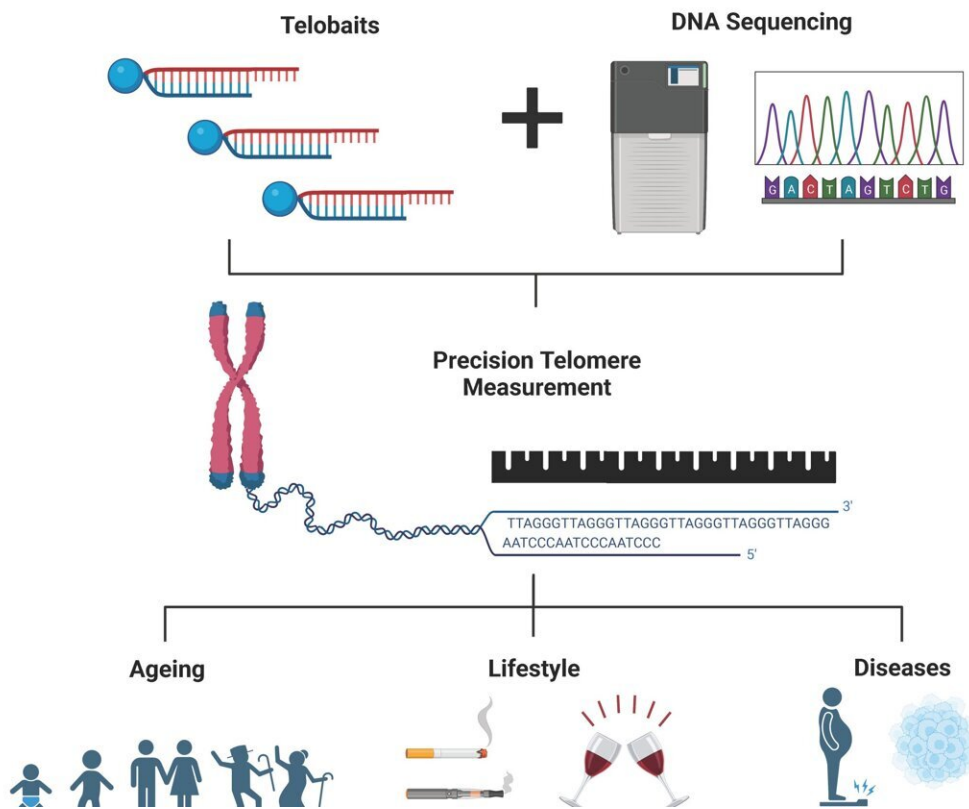 Telobaits
DNA Sequencing
G A C T A G T C T G
Precision Telomere
Measurement
3'
TTAGGGTTAGGGTTAGGGTTAGGGTTAGGGTTAGGG
AATCCCAATCCCAATCCC
5'
Ageing
Lifestyle
Diseases